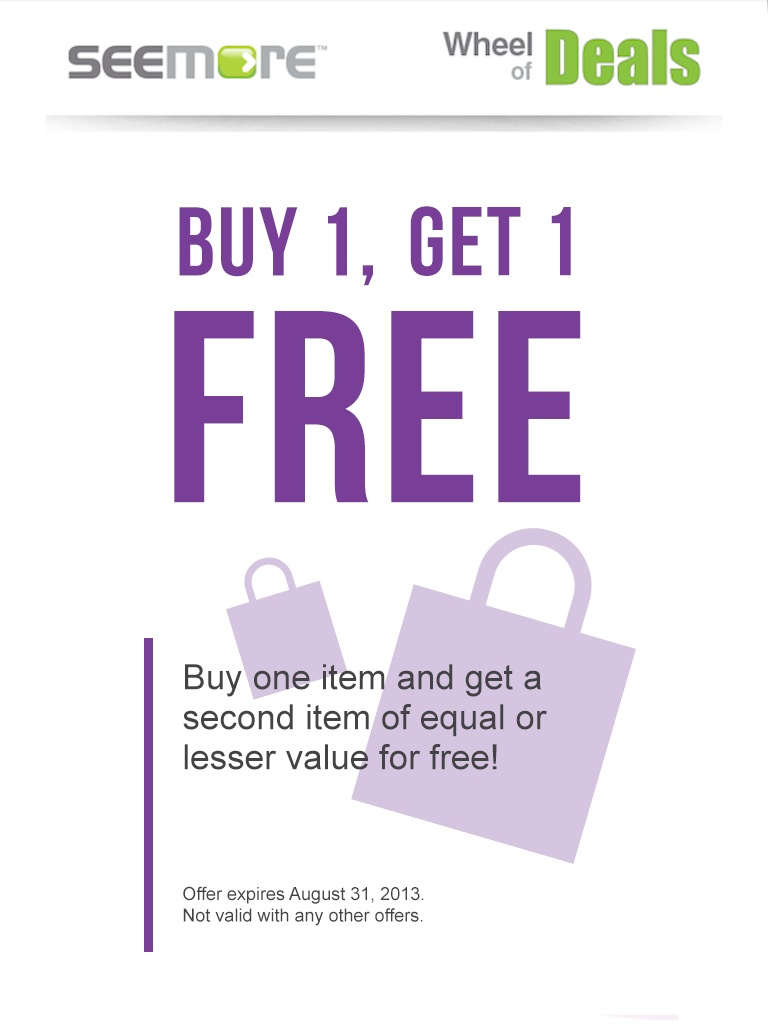 SEEMORE™
Wheel
of Deals
BUY 1, GET 1
FREE
Buy one item and get a
second item of equal or
lesser value for free!
Offer expires August 31, 2013.
Not valid with any other offers.